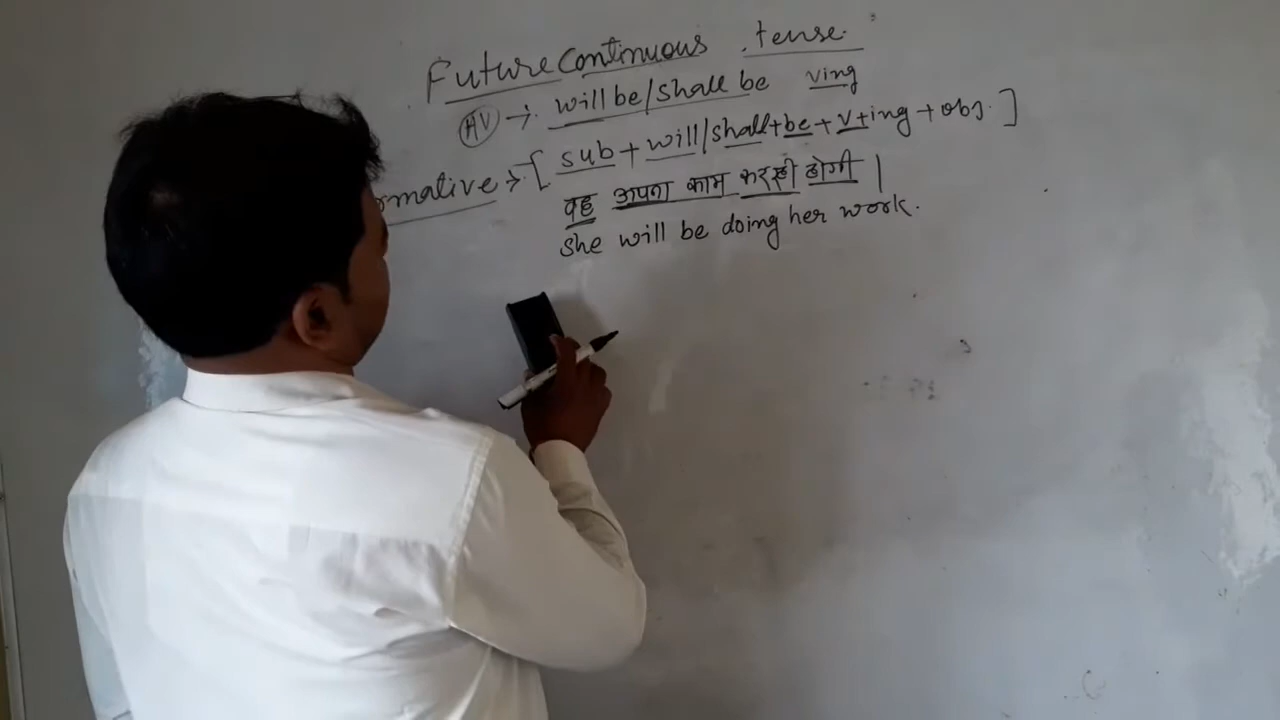 Future Continuous tense.
HV → will be/shall be ving
rmative → [sub + will/shall + be + v+ing + obj.]
वह अपना काम कर रही होगी |
she will be doing her work.